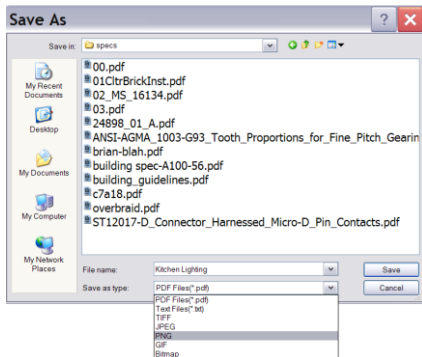 Save As
Save in: specs
My Recent
Documents
Desktop
My Documents
My Computer
My Network
Places
00.pdf
01CltrBrickInst.pdf
02_MS_16134.pdf
03.pdf
24898_01_A.pdf
ANSI-AGMA_1003-G93_Tooth_Proportions_for_Fine_Pitch_Gearin
brian-blah.pdf
building spec-A100-56.pdf
building_guidelines.pdf
c7a18.pdf
overbraid.pdf
ST12017-D_Connector_Harnessed_Micro-D_Pin_Contacts.pdf
File name: Kitchen Lighting Save
Save as type: PDF Files(*.pdf) Cancel
PDF Files(*.pdf)
Text Files(*.txt)
TIFF
JPEG
PNG
GIF
Bitmap